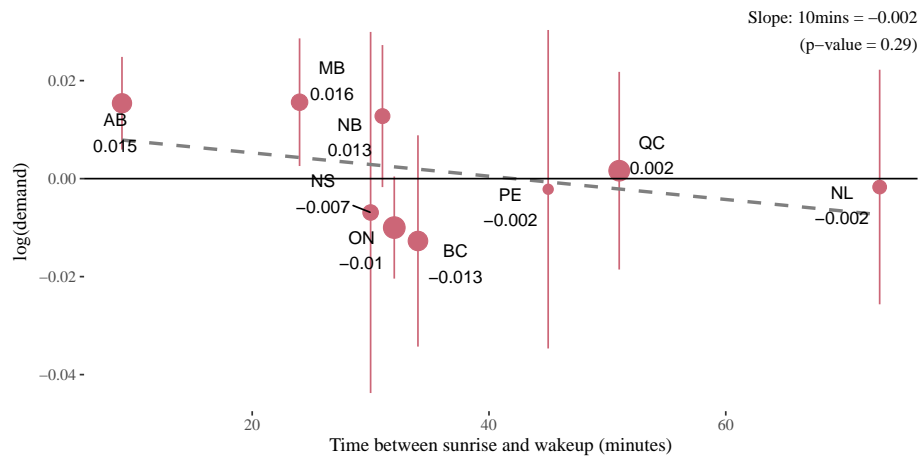 Slope: 10mins = −0.002
(p−value = 0.29)
log(demand)
0.02
0.00
−0.02
−0.04
AB
0.015
MB
0.016
NB
0.013
NS
−0.007
ON
−0.01
BC
−0.013
PE
−0.002
QC
0.002
NL
−0.002
20
40
60
Time between sunrise and wakeup (minutes)